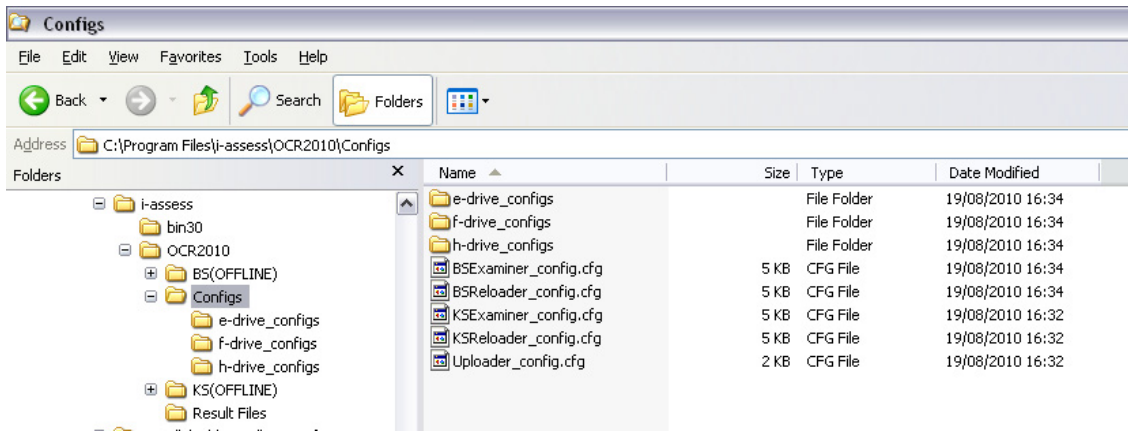 Configs
File Edit View Favorites Tools Help
Back Search Folders
Address C:\Program Files\i-assess\OCR2010\Configs
Folders x
i-assess
bin30
OCR2010
BS(OFFLINE)
Configs
e-drive_configs
f-drive_configs
h-drive_configs
KS(OFFLINE)
Result Files
Name Size Type Date Modified
e-drive_configs File Folder 19/08/2010 16:34
f-drive_configs File Folder 19/08/2010 16:34
h-drive_configs File Folder 19/08/2010 16:34
BSExaminer_config.cfg 5 KB CFG File 19/08/2010 16:34
BSReloader_config.cfg 5 KB CFG File 19/08/2010 16:34
KSExaminer_config.cfg 5 KB CFG File 19/08/2010 16:32
KSReloader_config.cfg 5 KB CFG File 19/08/2010 16:32
Uploader_config.cfg 2 KB CFG File 19/08/2010 16:32